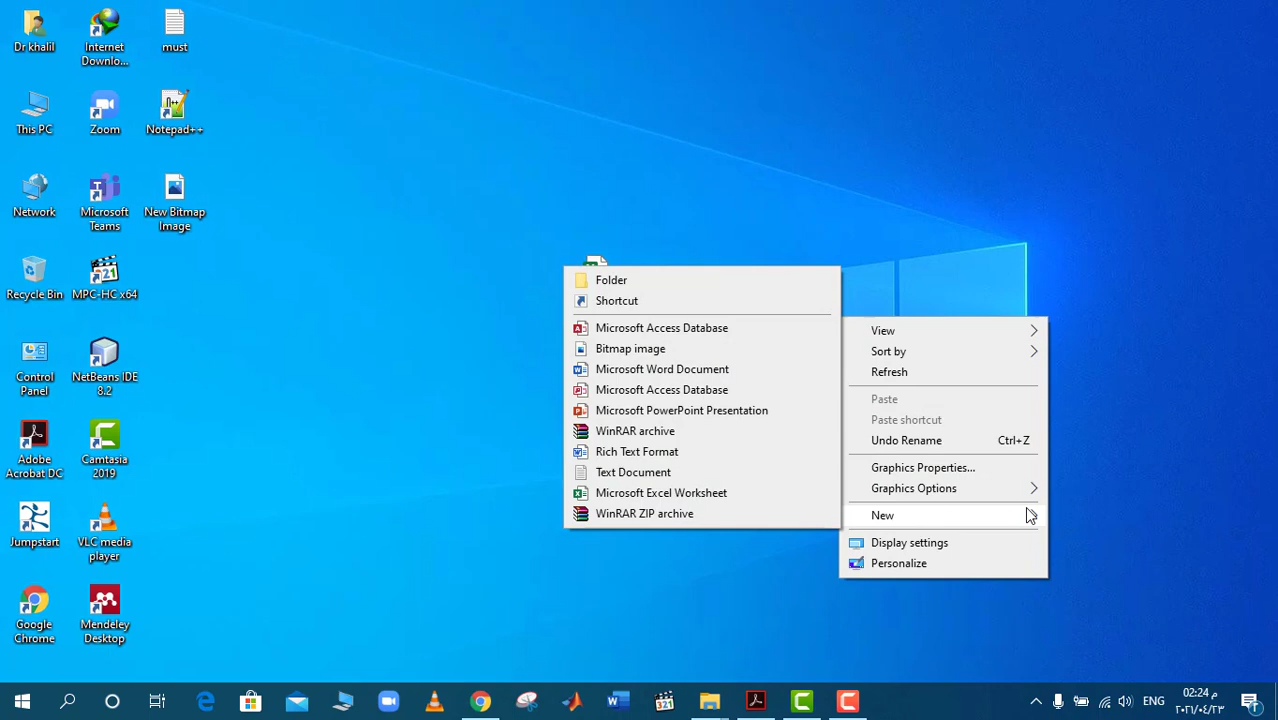 Dr khalil
Internet
Downlo...
must
This PC
Zoom
Notepad++
Network
Microsoft
Teams
New Bitmap
Image
Recycle Bin
MPC-HC x64
Control
Panel
NetBeans IDE
8.2
Adobe
Acrobat DC
Camtasia
2019
Jumpstart
VLC media
player
Google
Chrome
Mendeley
Desktop
Folder
Shortcut
Microsoft Access Database
Bitmap image
Microsoft Word Document
Microsoft Access Database
Microsoft PowerPoint Presentation
WinRAR archive
Rich Text Format
Text Document
Microsoft Excel Worksheet
WinRAR ZIP archive
View
Sort by
Refresh
Paste
Paste shortcut
Undo Rename Ctrl+Z
Graphics Properties...
Graphics Options
New
Display settings
Personalize
ENG
02:24 م
٢٠٢١/٠٤/٢٣